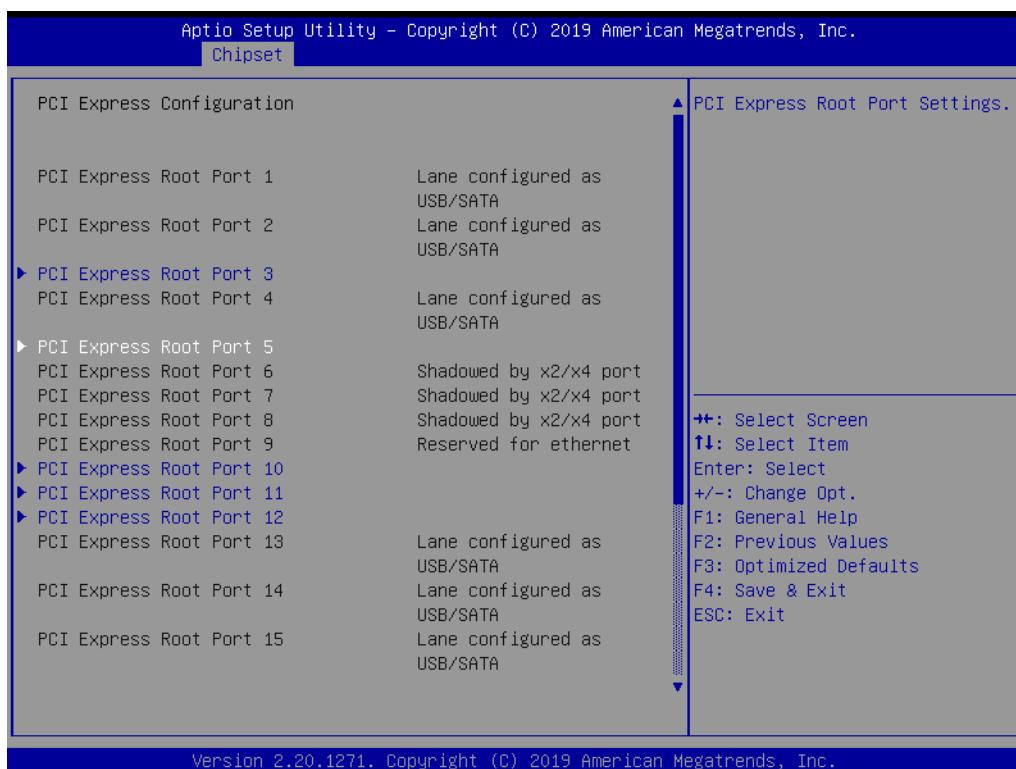 Aptio Setup Utility – Copyright (C) 2019 American Megatrends, Inc.
Chipset
PCI Express Configuration
PCI Express Root Port 1 Lane configured as
USB/SATA
PCI Express Root Port 2 Lane configured as
USB/SATA
▶ PCI Express Root Port 3
PCI Express Root Port 4 Lane configured as
USB/SATA
▶ PCI Express Root Port 5
PCI Express Root Port 6 Shadowed by x2/x4 port
PCI Express Root Port 7 Shadowed by x2/x4 port
PCI Express Root Port 8 Shadowed by x2/x4 port
PCI Express Root Port 9 Reserved for ethernet
▶ PCI Express Root Port 10
▶ PCI Express Root Port 11
▶ PCI Express Root Port 12
PCI Express Root Port 13 Lane configured as
USB/SATA
PCI Express Root Port 14 Lane configured as
USB/SATA
PCI Express Root Port 15 Lane configured as
USB/SATA
PCI Express Root Port Settings.
→←: Select Screen
↑↓: Select Item
Enter: Select
+/-: Change Opt.
F1: General Help
F2: Previous Values
F3: Optimized Defaults
F4: Save & Exit
ESC: Exit
Version 2.20.1271. Copyright (C) 2019 American Megatrends, Inc.